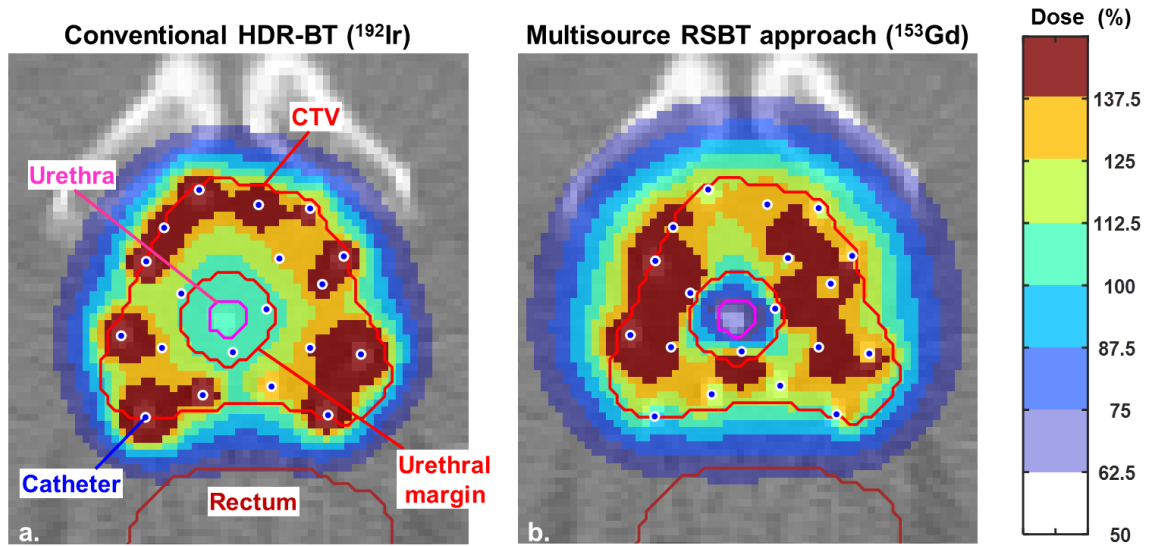 Conventional HDR-BT (¹⁹²Ir)
Multisource RSBT approach (¹⁵³Gd)
Dose (%)
CTV
Urethra
Catheter
Rectum
Urethral
margin
a.
b.
137.5
125
112.5
100
87.5
75
62.5
50